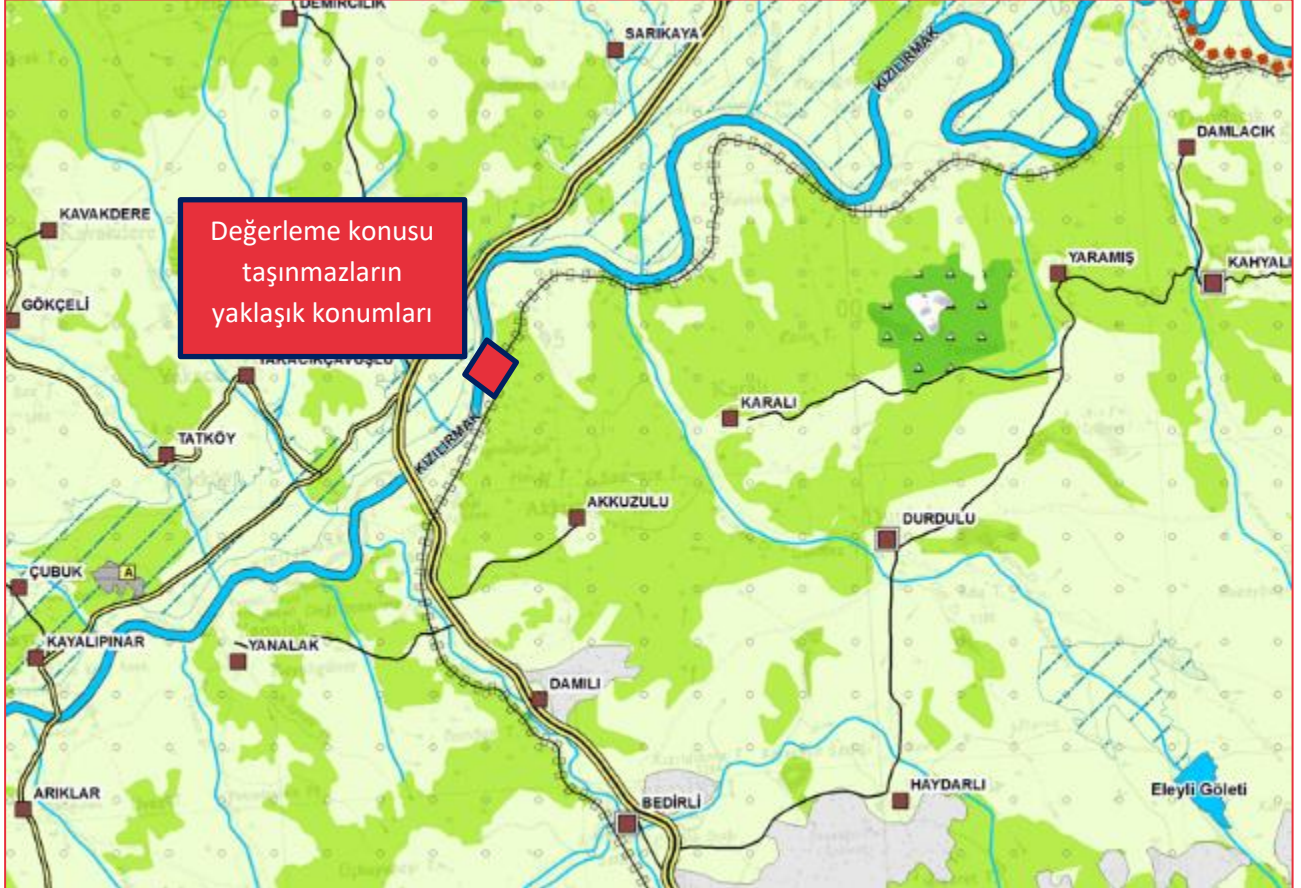 DEMİRCİLİK
SARIKAYA
KIZILIRMAK
DAMLACIK
KAVAKDERE
Değerleme konusu
taşınmazların
yaklaşık konumları
YARAMIŞ
KAHYALI
GÖKÇELİ
YARACIKÇAVUŞLU
KARALI
TATKÖY
KIZILIRMAK
AKKUZULU
DURDULU
ÇUBUK
A
KAYALIPINAR
YANALAK
DAMILI
ARIKLAR
BEDİRLİ
HAYDARLI
Eleyli Göleti